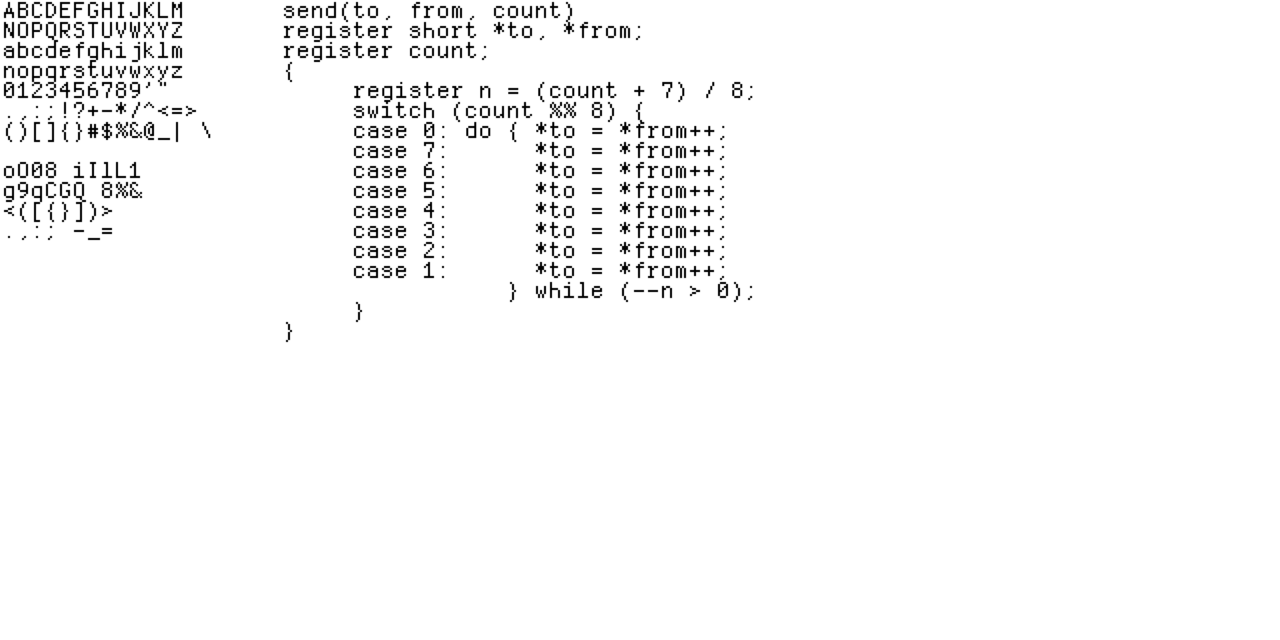 ABCDEFGHIJKLM
NOPQRSTUVWXYZ
abcdefghijklm
nopqrstuvwxyz
0123456789'"
.,:;!?+-*/^<=>
()[]{}#$%&@_| \
oO08 iIlL1
g9qCGQ 8%&
<([{}])>
.,:; -_=
send(to, from, count)
register short *to, *from;
register count;
{
register n = (count + 7) / 8;
switch (count %% 8) {
case 0: do { *to = *from++;
case 7: *to = *from++;
case 6: *to = *from++;
case 5: *to = *from++;
case 4: *to = *from++;
case 3: *to = *from++;
case 2: *to = *from++;
case 1: *to = *from++;
} while (--n > 0);
}
}